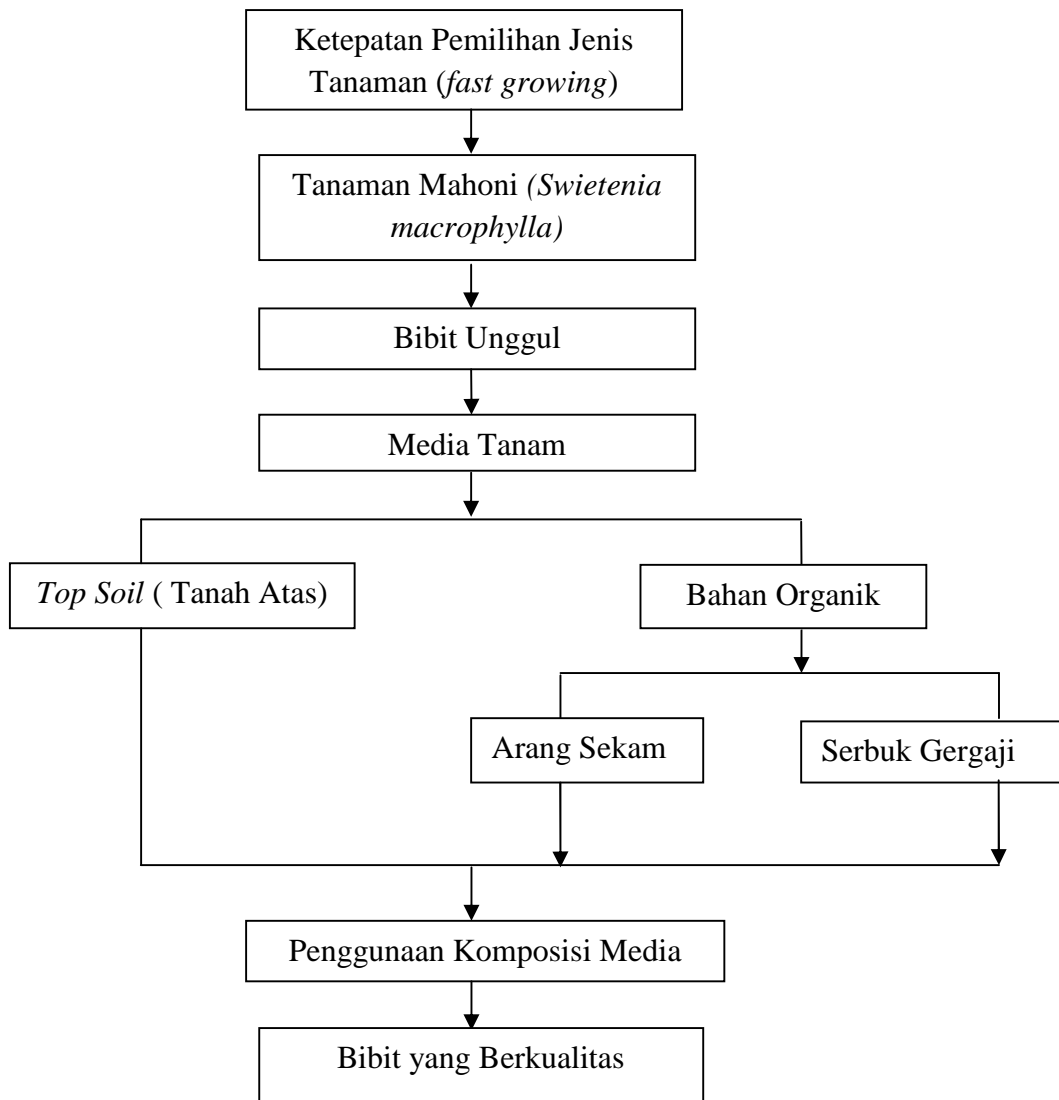 Ketepatan Pemilihan Jenis
Tanaman (fast growing)
Tanaman Mahoni (Swietenia
macrophylla)
Bibit Unggul
Media Tanam
Top Soil ( Tanah Atas)
Bahan Organik
Arang Sekam
Serbuk Gergaji
Penggunaan Komposisi Media
Bibit yang Berkualitas